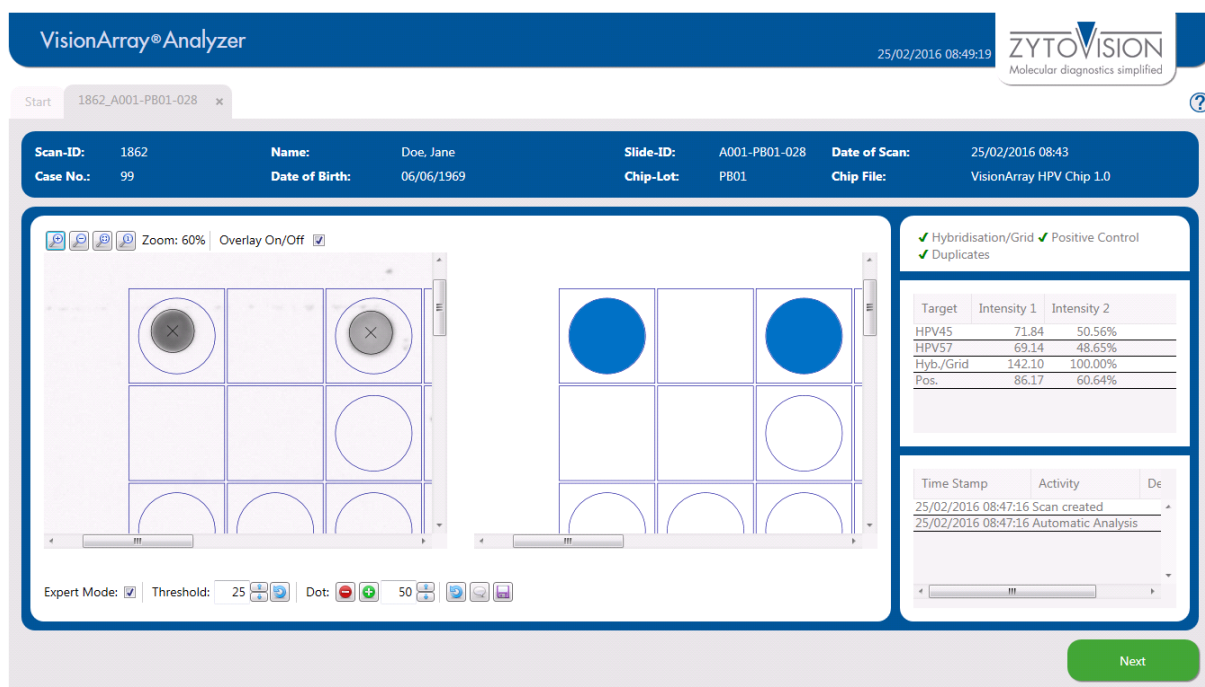 VisionArray®Analyzer
25/02/2016 08:49:19
ZYTOVISION
Molecular diagnostics simplified
Start 1862_A001-PB01-028 ×
?
Scan-ID: 1862 Name: Doe, Jane Slide-ID: A001-PB01-028 Date of Scan: 25/02/2016 08:43
Case No.: 99 Date of Birth: 06/06/1969 Chip-Lot: PB01 Chip File: VisionArray HPV Chip 1.0
Zoom: 60% Overlay On/Off
Hybridisation/Grid Positive Control
Duplicates
Target Intensity 1 Intensity 2
HPV45 71.84 50.56%
HPV57 69.14 48.65%
Hyb./Grid 142.10 100.00%
Pos. 86.17 60.64%
Time Stamp Activity De
25/02/2016 08:47:16 Scan created
25/02/2016 08:47:16 Automatic Analysis
Expert Mode: Threshold: 25 Dot: 50
Next